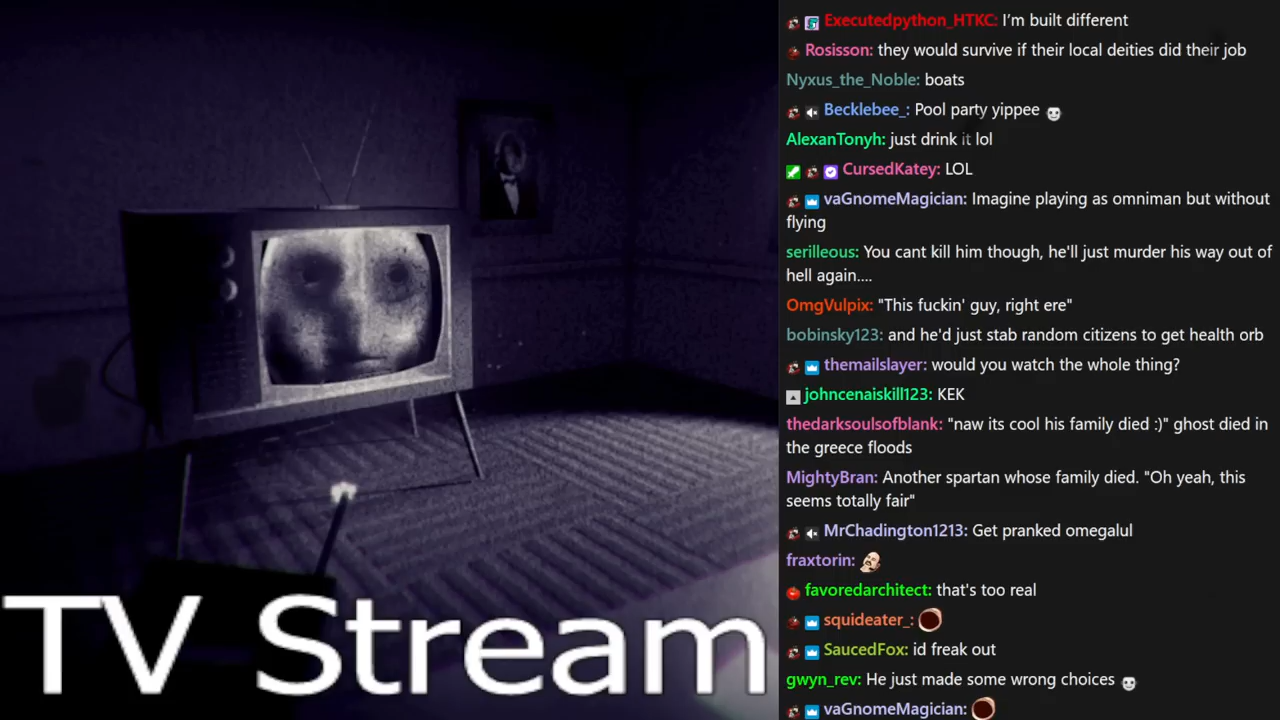 Executedpython_HTKC: I'm built different
Rosisson: they would survive if their local deities did their job
Nyxus_the_Noble: boats
Becklebee_: Pool party yippee
AlexanTonyh: just drink it lol
CursedKatey: LOL
vaGnomeMagician: Imagine playing as omniman but without
flying
serilleous: You cant kill him though, he'll just murder his way out of
hell again....
OmgVulpix: "This fuckin' guy, right ere"
bobinsky123: and he'd just stab random citizens to get health orb
themailslayer: would you watch the whole thing?
johncenaiskill123: KEK
thedarksoulsofblank: "naw its cool his family died :)" ghost died in
the greece floods
MightyBran: Another spartan whose family died. "Oh yeah, this
seems totally fair"
MrChadington1213: Get pranked omegalul
fraxtorin:
favoredarchitect: that's too real
squideater_:
SaucedFox: id freak out
gwyn_rev: He just made some wrong choices
vaGnomeMagician:
TV Stream